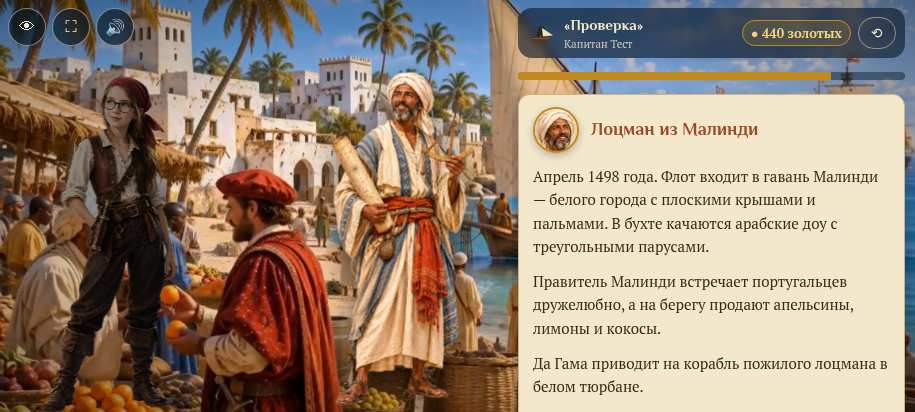 «Проверка»
Капитан Тест
● 440 золотых
Лоцман из Малинди
Апрель 1498 года. Флот входит в гавань Малинди
— белого города с плоскими крышами и
пальмами. В бухте качаются арабские доу с
треугольными парусами.
Правитель Малинди встречает португальцев
дружелюбно, а на берегу продают апельсины,
лимоны и кокосы.
Да Гама приводит на корабль пожилого лоцмана в
белом тюрбане.